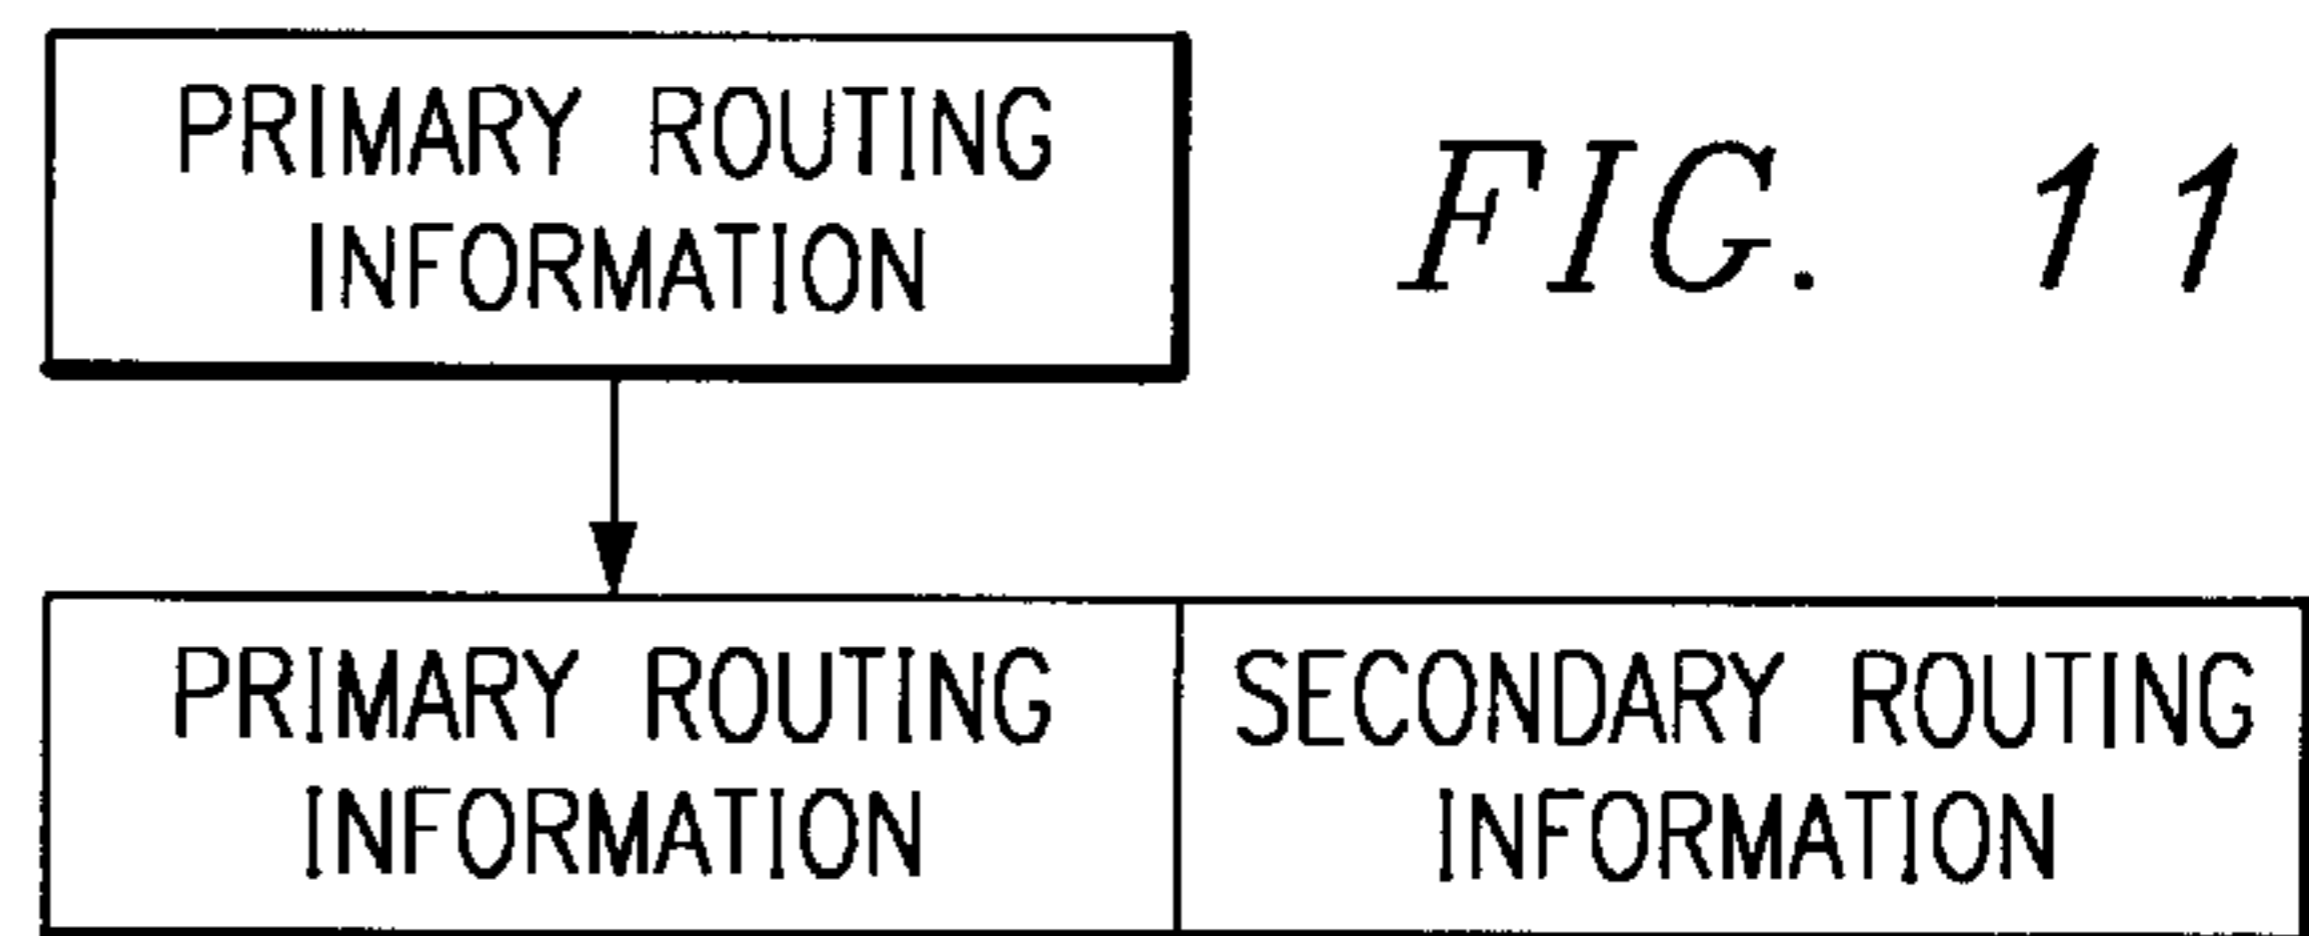 PRIMARY ROUTING
INFORMATION
FIG. 11
PRIMARY ROUTING
INFORMATION
SECONDARY ROUTING
INFORMATION